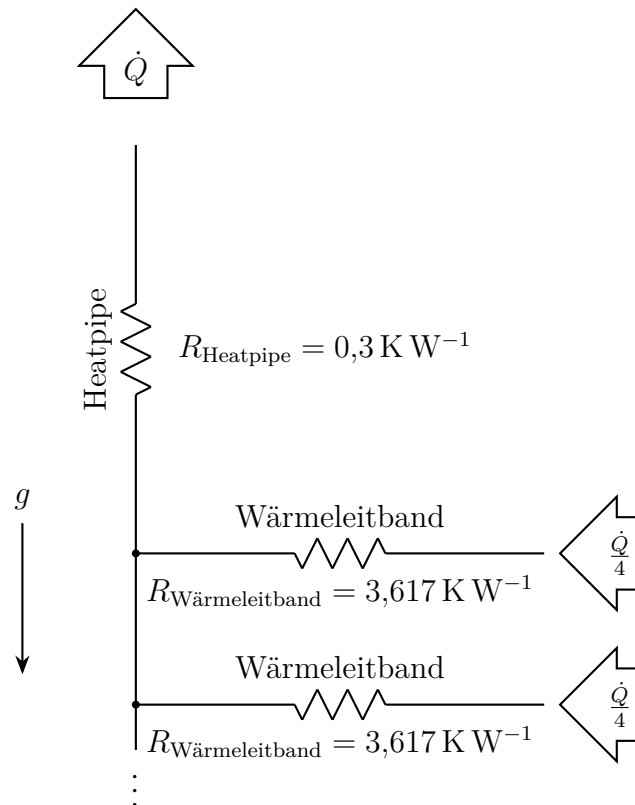 Q̇
Heatpipe
R_Heatpipe = 0,3 K W⁻¹
g
Wärmeleitband
Q̇/4
R_Wärmeleitband = 3,617 K W⁻¹
Wärmeleitband
Q̇/4
R_Wärmeleitband = 3,617 K W⁻¹